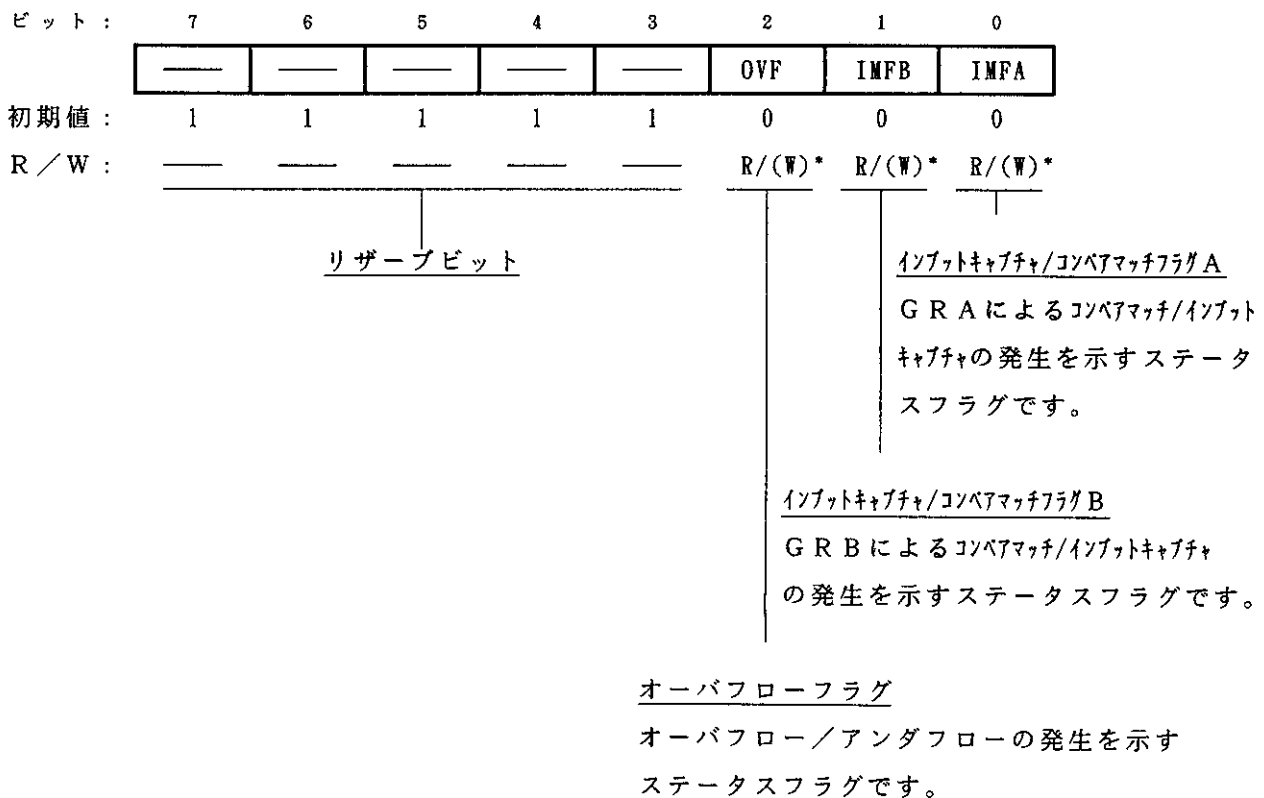 ビット： 7 6 5 4 3 2 1 0
— — — — — OVF IMFB IMFA
初期値： 1 1 1 1 1 0 0 0
R／W： — — — — — R/(W)* R/(W)* R/(W)*
リザーブビット
ｲﾝﾌﾟｯﾄｷｬﾌﾟﾁｬ/ｺﾝﾍﾟｱﾏｯﾁﾌﾗｸﾞA
GRAによるｺﾝﾍﾟｱﾏｯﾁ/ｲﾝﾌﾟｯﾄ
ｷｬﾌﾟﾁｬの発生を示すステータ
スフラグです。
ｲﾝﾌﾟｯﾄｷｬﾌﾟﾁｬ/ｺﾝﾍﾟｱﾏｯﾁﾌﾗｸﾞB
GRBによるｺﾝﾍﾟｱﾏｯﾁ/ｲﾝﾌﾟｯﾄｷｬﾌﾟﾁｬ
の発生を示すステータスフラグです。
オーバフローフラグ
オーバフロー／アンダフローの発生を示す
ステータスフラグです。